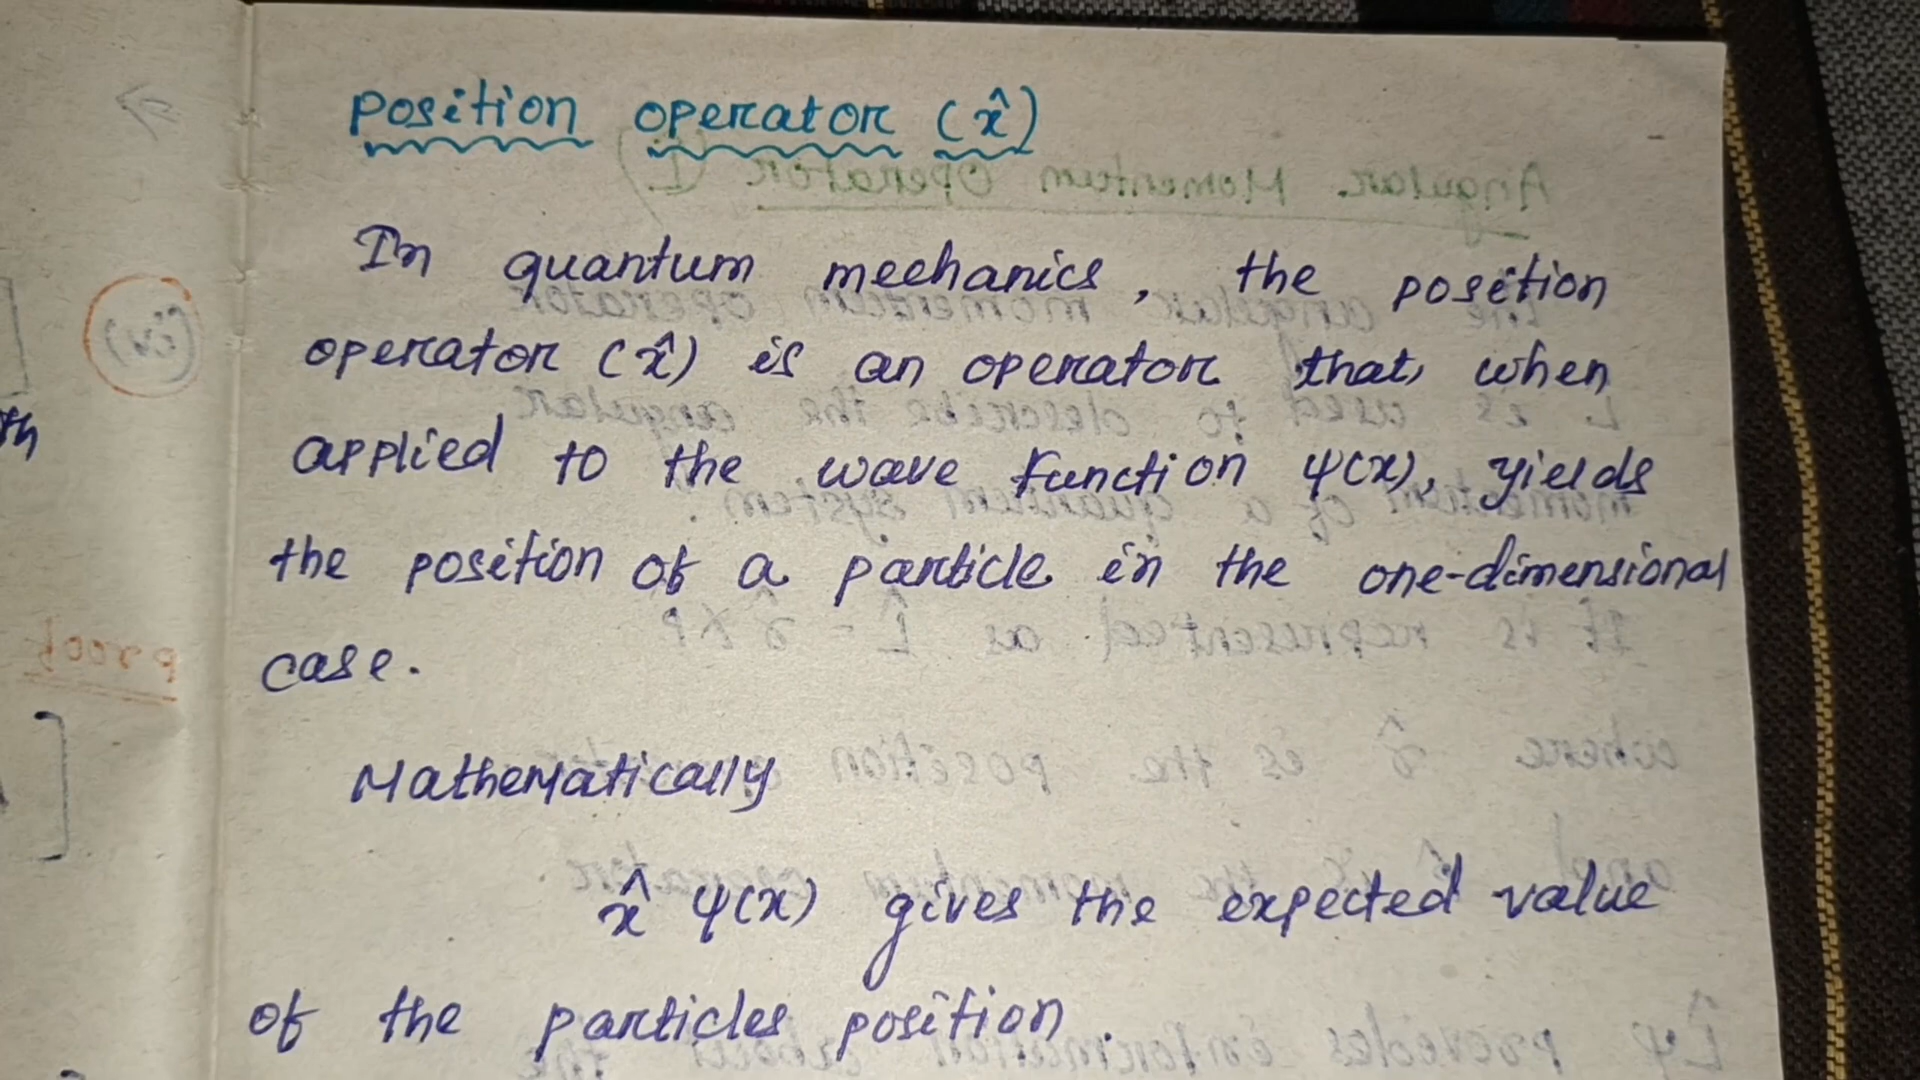 position operator (x̂)
In quantum mechanics, the position
operator (x̂) is an operator that, when
applied to the wave function ψ(x), yields
the position of a particle in the one-dimensional
case.
Mathematically
x̂ ψ(x) gives the expected value
of the particles position.